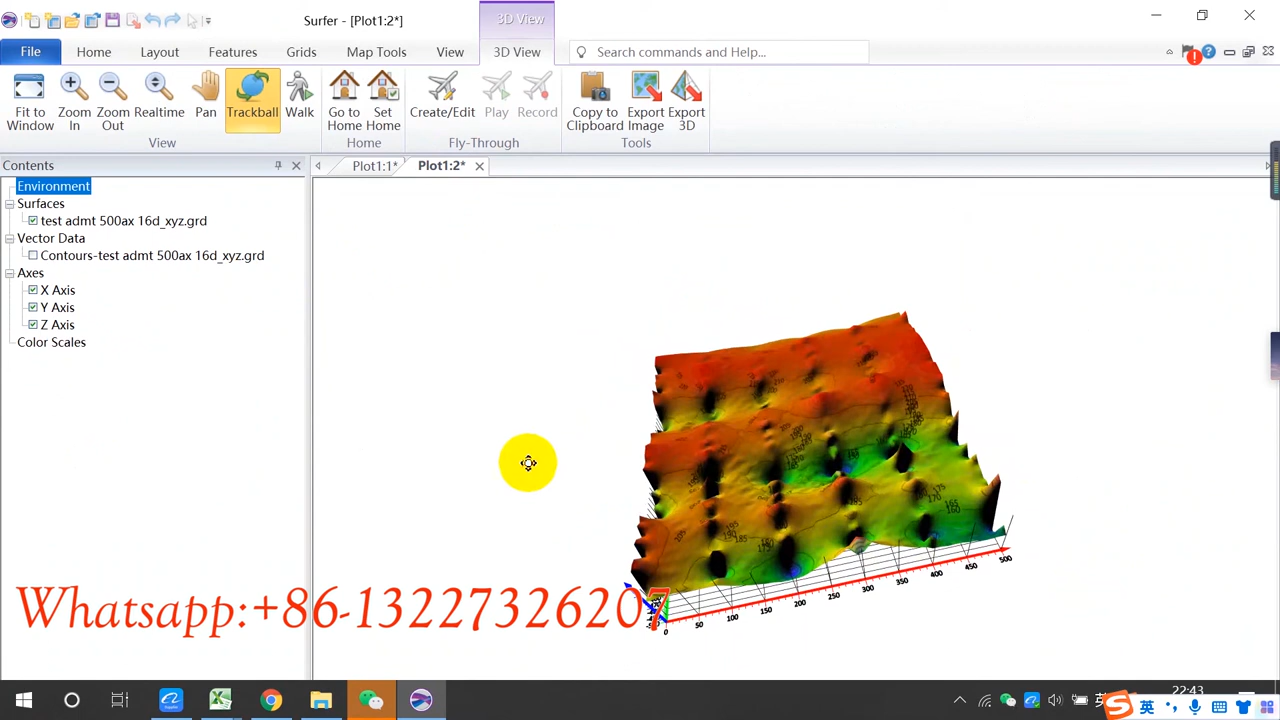 Surfer - [Plot1:2*]
3D View
File
Home
Layout
Features
Grids
Map Tools
View
3D View
Search commands and Help...
Fit to Window
Zoom In
Zoom Out
Realtime
Pan
Trackball
Walk
Go to Home
Set Home
Create/Edit
Play
Record
Copy to Clipboard
Export Image
Export 3D
View
Home
Fly-Through
Tools
Contents
Plot1:1*
Plot1:2*
Environment
Surfaces
test admt 500ax 16d_xyz.grd
Vector Data
Contours-test admt 500ax 16d_xyz.grd
Axes
X Axis
Y Axis
Z Axis
Color Scales
0 50 100 150 200 250 300 350 400 450 500
Whatsapp:+86-13227326207
22:43
英